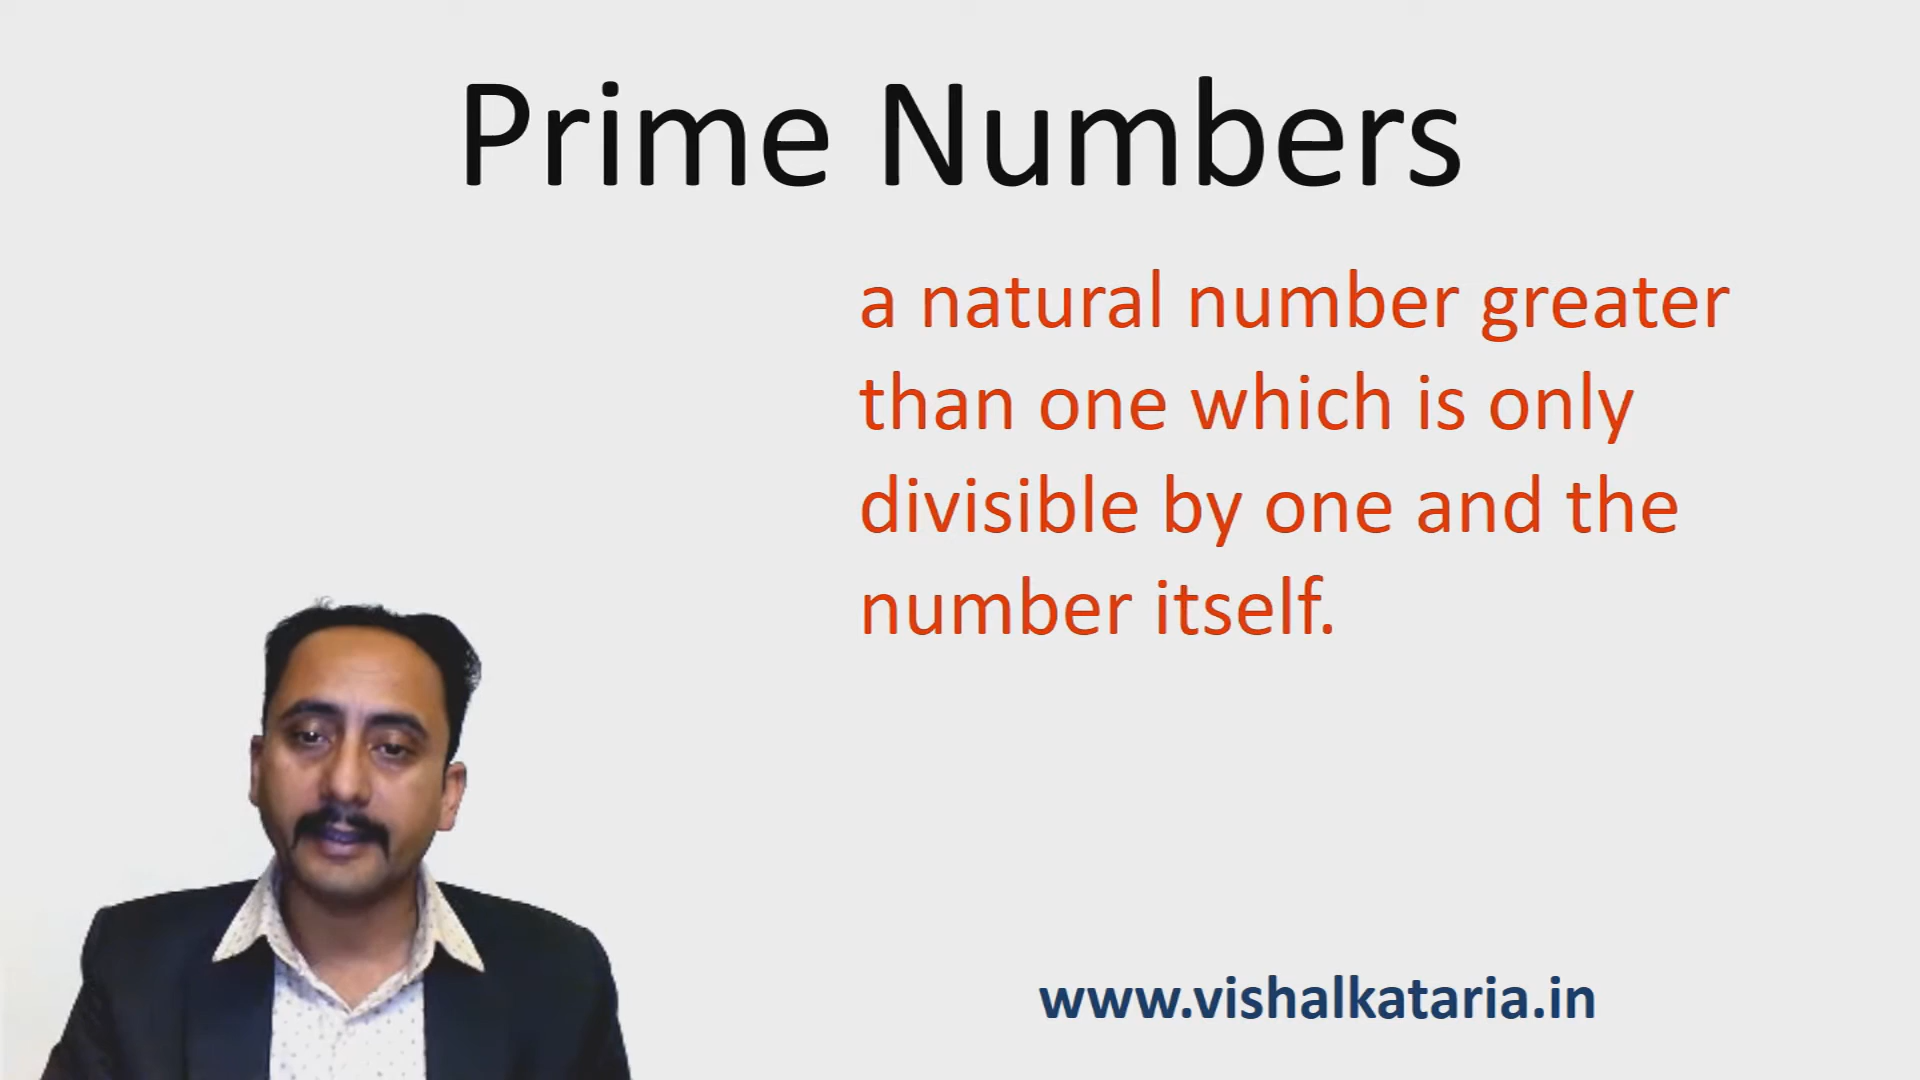 Prime Numbers
a natural number greater
than one which is only
divisible by one and the
number itself.
www.vishalkataria.in